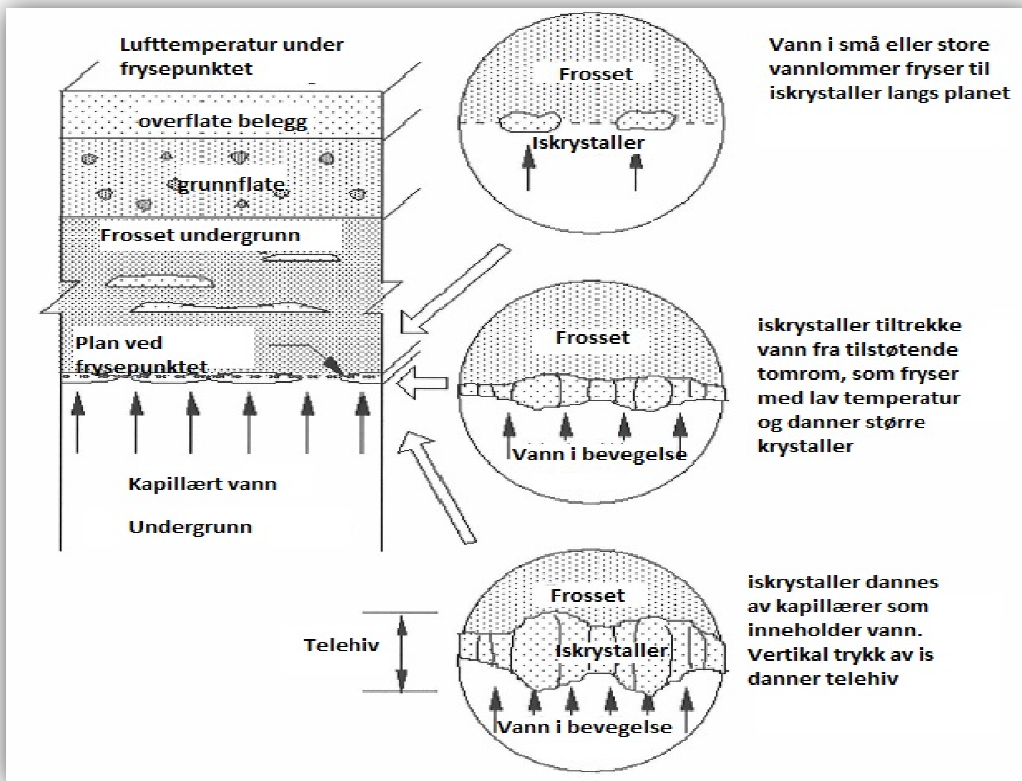 Lufttemperatur under
frysepunktet
overflate belegg
grunnflate
Frosset undergrunn
Plan ved
frysepunktet
Kapillært vann
Undergrunn
Frosset
Iskrystaller
Vann i små eller store
vannlommer fryser til
iskrystaller langs planet
Frosset
Vann i bevegelse
iskrystaller tiltrekke
vann fra tilstøtende
tomrom, som fryser
med lav temperatur
og danner større
krystaller
Telehiv
Frosset
Iskrystaller
Vann i bevegelse
iskrystaller dannes
av kapillærer som
inneholder vann.
Vertikal trykk av is
danner telehiv